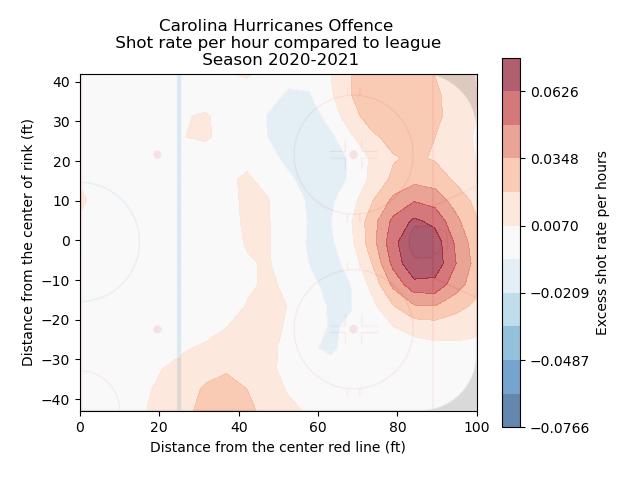 Carolina Hurricanes Offence
Shot rate per hour compared to league
Season 2020-2021
40
30
20
10
0
−10
−20
−30
−40
Distance from the center of rink (ft)
0 20 40 60 80 100
Distance from the center red line (ft)
0.0626
0.0348
0.0070
−0.0209
−0.0487
−0.0766
Excess shot rate per hours